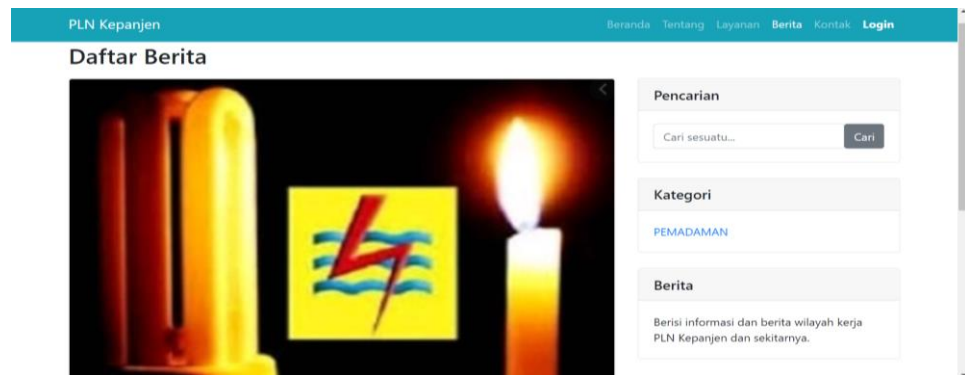 PLN Kepanjen
Beranda Tentang Layanan Berita Kontak Login
Daftar Berita
Pencarian
Cari sesuatu... Cari
Kategori
PEMADAMAN
Berita
Berisi informasi dan berita wilayah kerja
PLN Kepanjen dan sekitarnya.